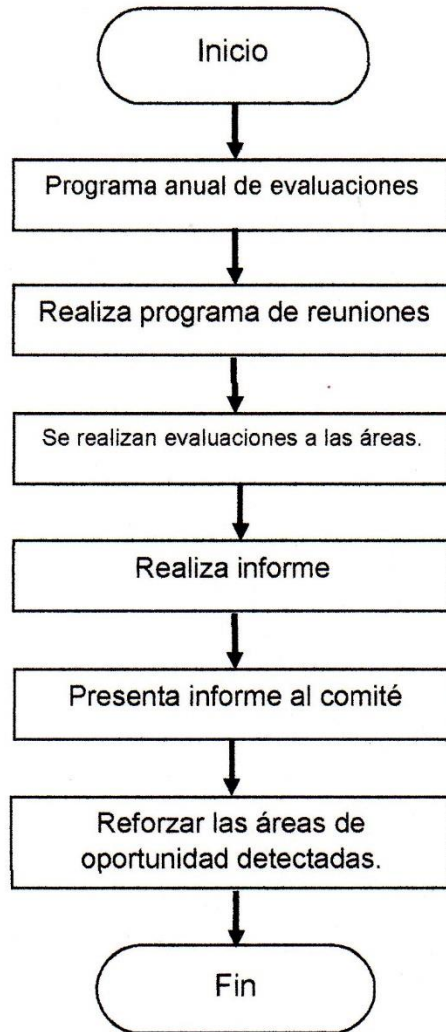 Inicio
Programa anual de evaluaciones
Realiza programa de reuniones
Se realizan evaluaciones a las áreas.
Realiza informe
Presenta informe al comité
Reforzar las áreas de
oportunidad detectadas.
Fin